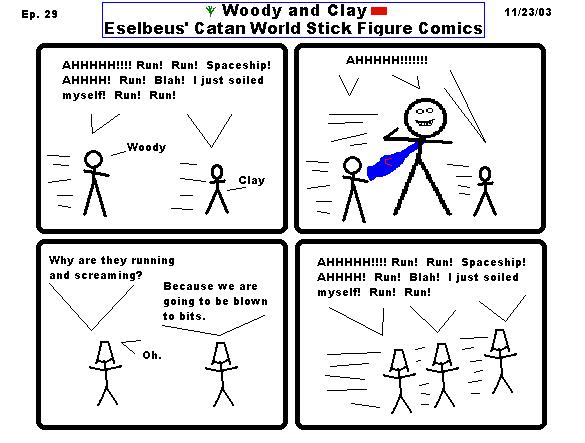 Ep. 29
Woody and Clay
11/23/03
Eselbeus' Catan World Stick Figure Comics
AHHHHH!!!! Run! Run! Spaceship!
AHHHH! Run! Blah! I just soiled
myself! Run! Run!
Woody
Clay
AHHHHH!!!!!!!
Why are they running
and screaming?
Because we are
going to be blown
to bits.
Oh.
AHHHHH!!!! Run! Run! Spaceship!
AHHHH! Run! Blah! I just soiled
myself! Run! Run!